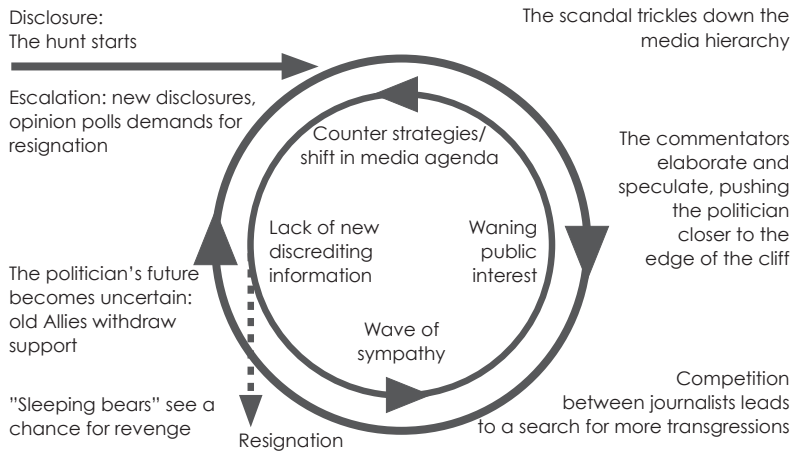 Disclosure:
The hunt starts
The scandal trickles down the
media hierarchy
Escalation: new disclosures,
opinion polls demands for
resignation
Counter strategies/
shift in media agenda
The commentators
elaborate and
speculate, pushing
the politician
closer to the
edge of the cliff
Lack of new
discrediting
information
Waning
public
interest
The politician’s future
becomes uncertain:
old Allies withdraw
support
Wave of
sympathy
Competition
between journalists leads
to a search for more transgressions
”Sleeping bears” see a
chance for revenge
Resignation